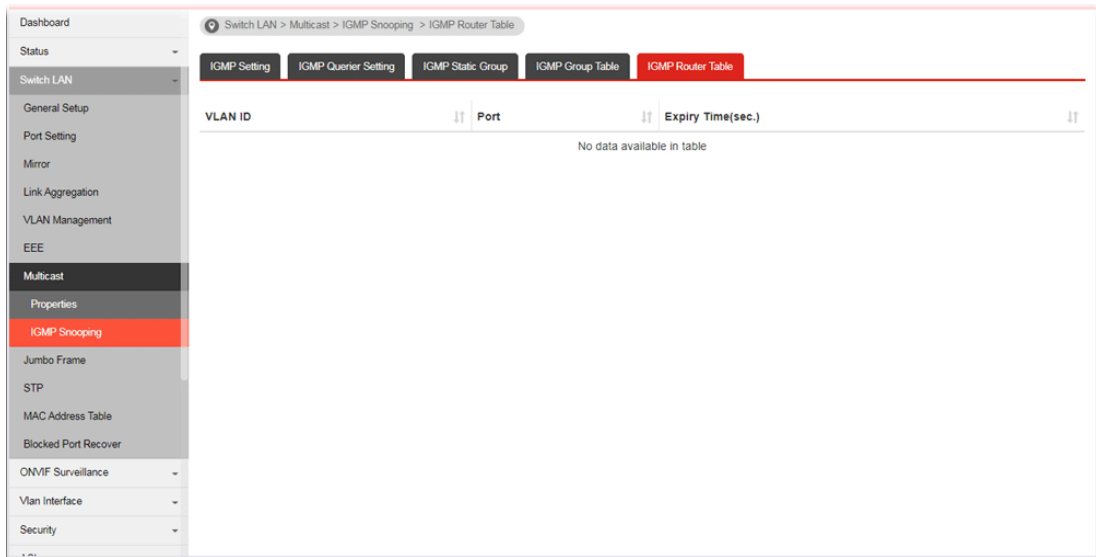 Dashboard
Status
Switch LAN
General Setup
Port Setting
Mirror
Link Aggregation
VLAN Management
EEE
Multicast
Properties
IGMP Snooping
Jumbo Frame
STP
MAC Address Table
Blocked Port Recover
ONVIF Surveillance
Vlan Interface
Security
Switch LAN > Multicast > IGMP Snooping > IGMP Router Table
IGMP Setting IGMP Querier Setting IGMP Static Group IGMP Group Table IGMP Router Table
VLAN ID Port Expiry Time(sec.)
No data available in table